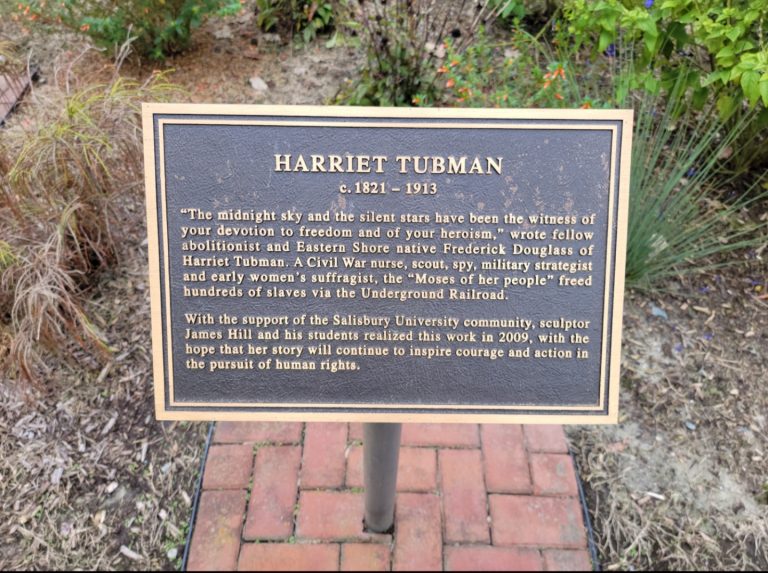 HARRIET TUBMAN
c. 1821 – 1913
“The midnight sky and the silent stars have been the witness of
your devotion to freedom and of your heroism,” wrote fellow
abolitionist and Eastern Shore native Frederick Douglass of
Harriet Tubman. A Civil War nurse, scout, spy, military strategist
and early women’s suffragist, the “Moses of her people” freed
hundreds of slaves via the Underground Railroad.
With the support of the Salisbury University community, sculptor
James Hill and his students realized this work in 2009, with the
hope that her story will continue to inspire courage and action in
the pursuit of human rights.